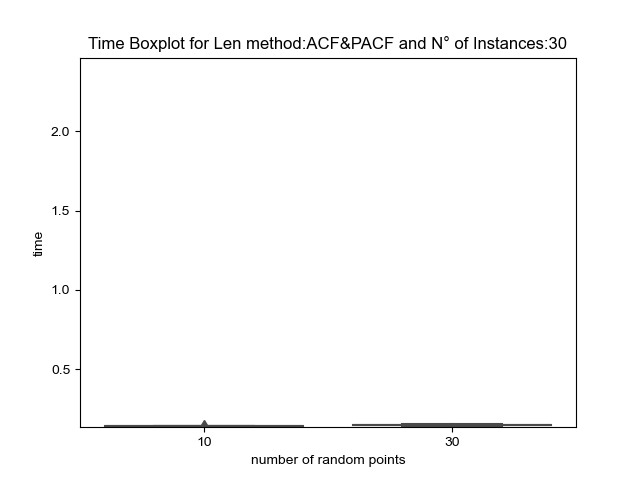 Time Boxplot for Len method:ACF&PACF and N° of Instances:30
2.0
1.5
1.0
0.5
time
10
30
number of random points